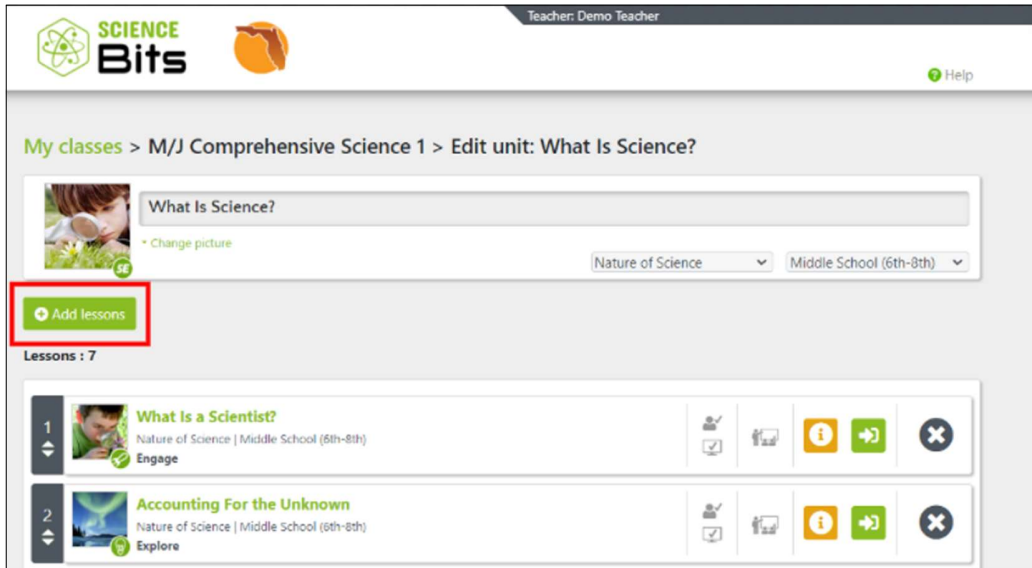 Teacher: Demo Teacher
SCIENCE
Bits
Help
My classes > M/J Comprehensive Science 1 > Edit unit: What Is Science?
What Is Science?
Change picture
SE
Nature of Science
Middle School (6th-8th)
Add lessons
Lessons : 7
1
What Is a Scientist?
Nature of Science | Middle School (6th-8th)
Engage
2
Accounting For the Unknown
Nature of Science | Middle School (6th-8th)
Explore